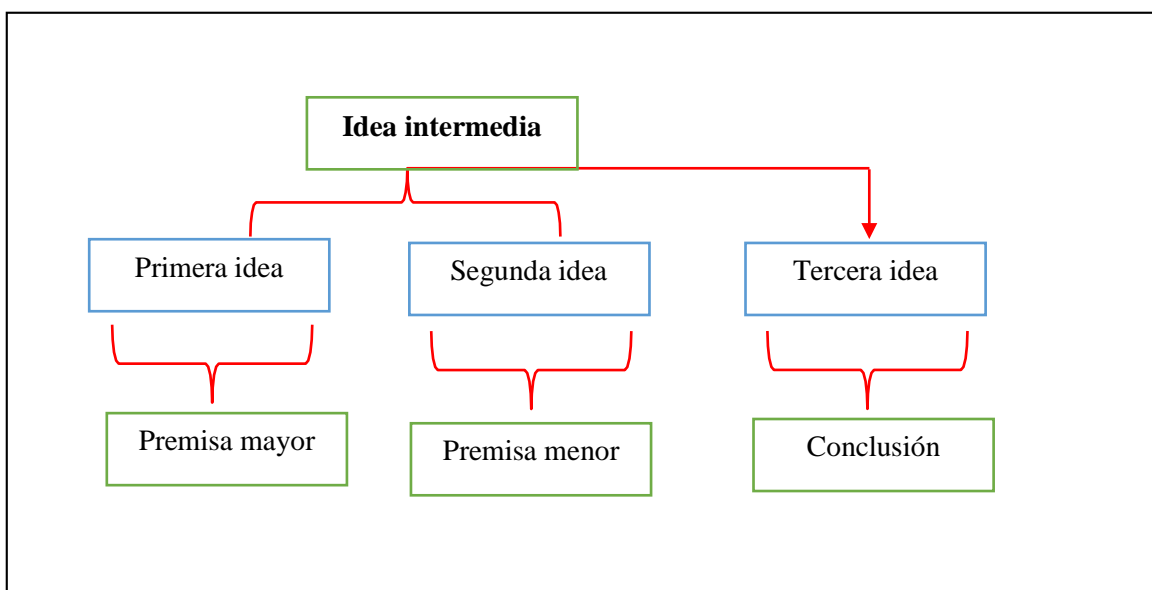 Idea intermedia
Primera idea
Segunda idea
Tercera idea
Premisa mayor
Premisa menor
Conclusión